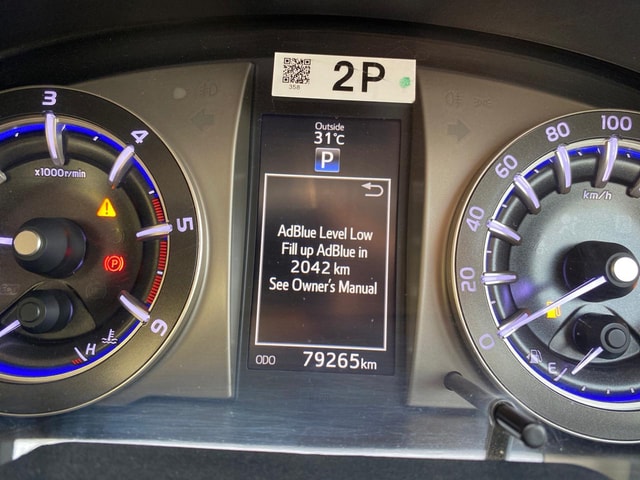 2P
358
Outside
31°C
P
AdBlue Level Low
Fill up AdBlue in
2042 km
See Owner's Manual
ODO 79265km
3
4
5
6
x1000r/min
P
H
0
20
40
60
80
100
km/h
E